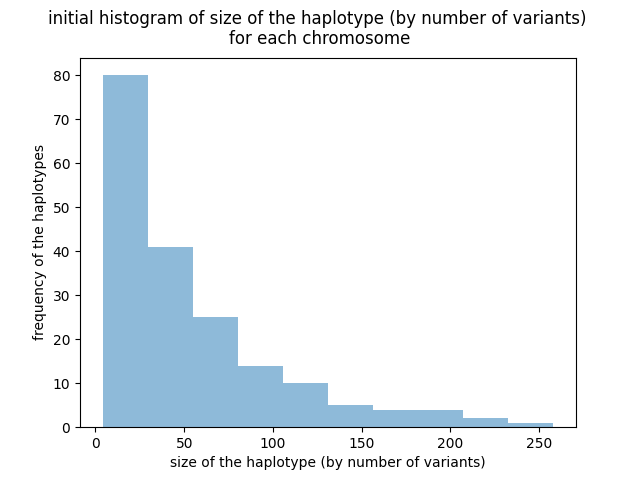 initial histogram of size of the haplotype (by number of variants)
for each chromosome
80
70
60
50
40
30
20
10
0
frequency of the haplotypes
0 50 100 150 200 250
size of the haplotype (by number of variants)